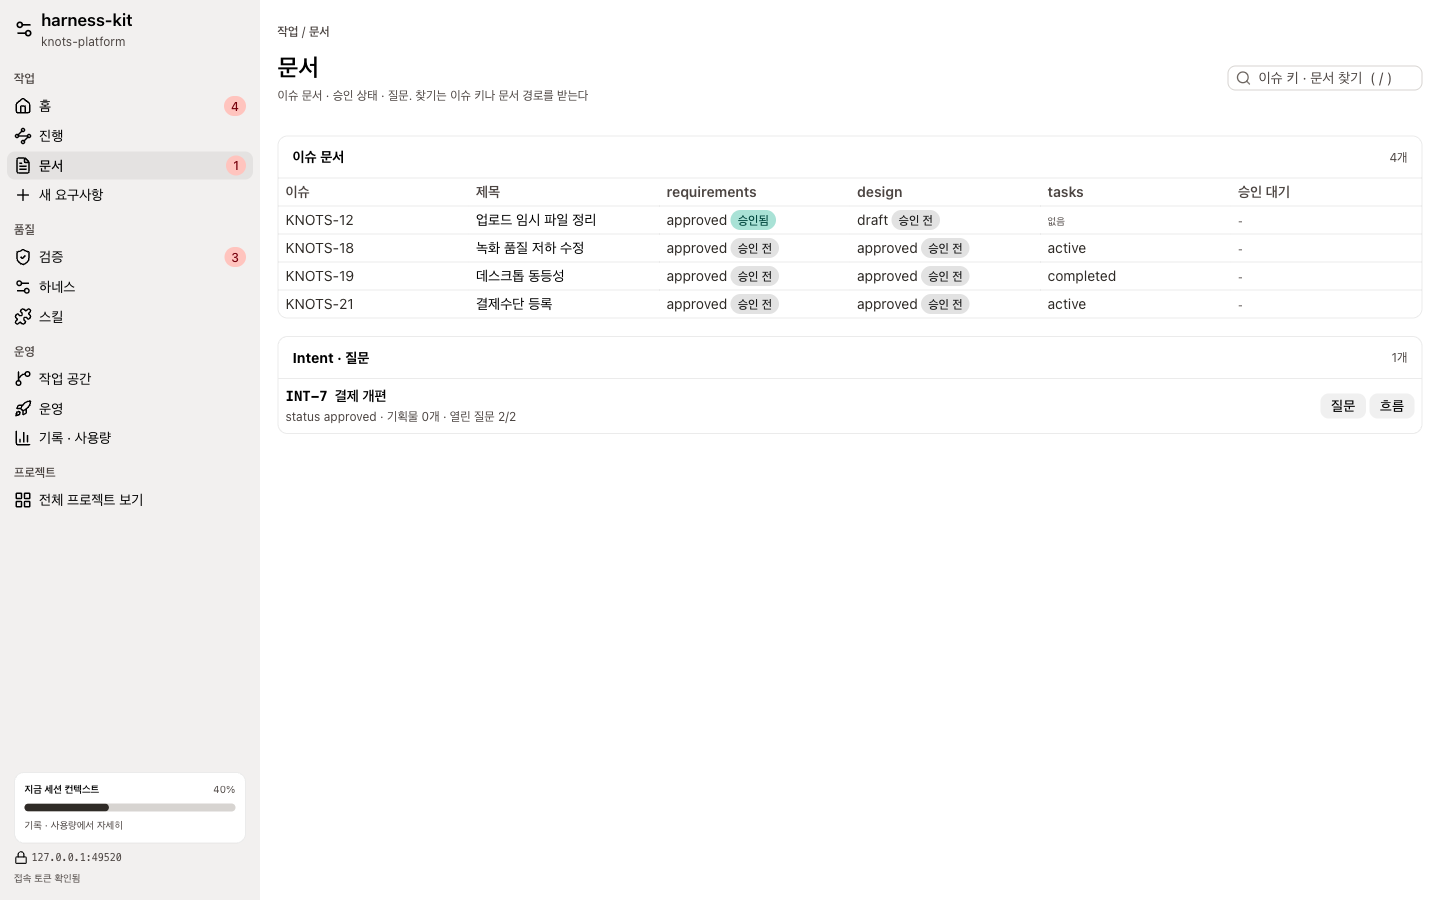 harness-kit
knots-platform
작업
홈 4
진행
문서 1
새 요구사항
품질
검증 3
하네스
스킬
운영
작업 공간
운영
기록 · 사용량
프로젝트
전체 프로젝트 보기
지금 세션 컨텍스트 40%
기록 · 사용량에서 자세히
127.0.0.1:49520
접속 토큰 확인됨
작업 / 문서
문서
이슈 문서 · 승인 상태 · 질문. 찾기는 이슈 키나 문서 경로를 받는다
이슈 키 · 문서 찾기 ( / )
이슈 문서 4개
이슈 제목 requirements design tasks 승인 대기
KNOTS-12 업로드 임시 파일 정리 approved 승인됨 draft 승인 전 없음 -
KNOTS-18 녹화 품질 저하 수정 approved 승인 전 approved 승인 전 active -
KNOTS-19 데스크톱 동등성 approved 승인 전 approved 승인 전 completed -
KNOTS-21 결제수단 등록 approved 승인 전 approved 승인 전 active -
Intent · 질문 1개
INT-7 결제 개편
status approved · 기획물 0개 · 열린 질문 2/2
질문 흐름